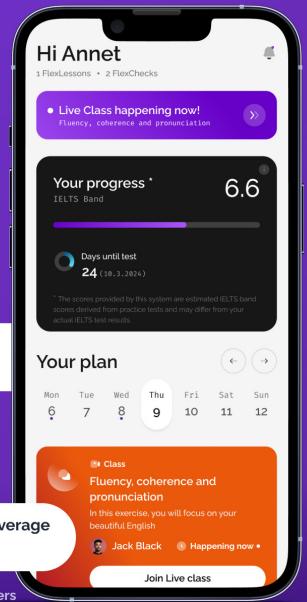 Hi Annet
1 FlexLessons • 2 FlexChecks
Live Class happening now!
Fluency, coherence and pronunciation
Your progress *
IELTS Band
6.6
Days until test
24 (10.3.2024)
* The scores provided by this system are estimated IELTS band
scores derived from practice tests and may differ from your
actual IELTS test results.
Your plan
Mon Tue Wed Thu Fri Sat Sun
6 7 8 9 10 11 12
Class
Fluency, coherence and
pronunciation
In this exercise, you will focus on your
beautiful English
Jack Black Happening now •
verage
Join Live class
ers